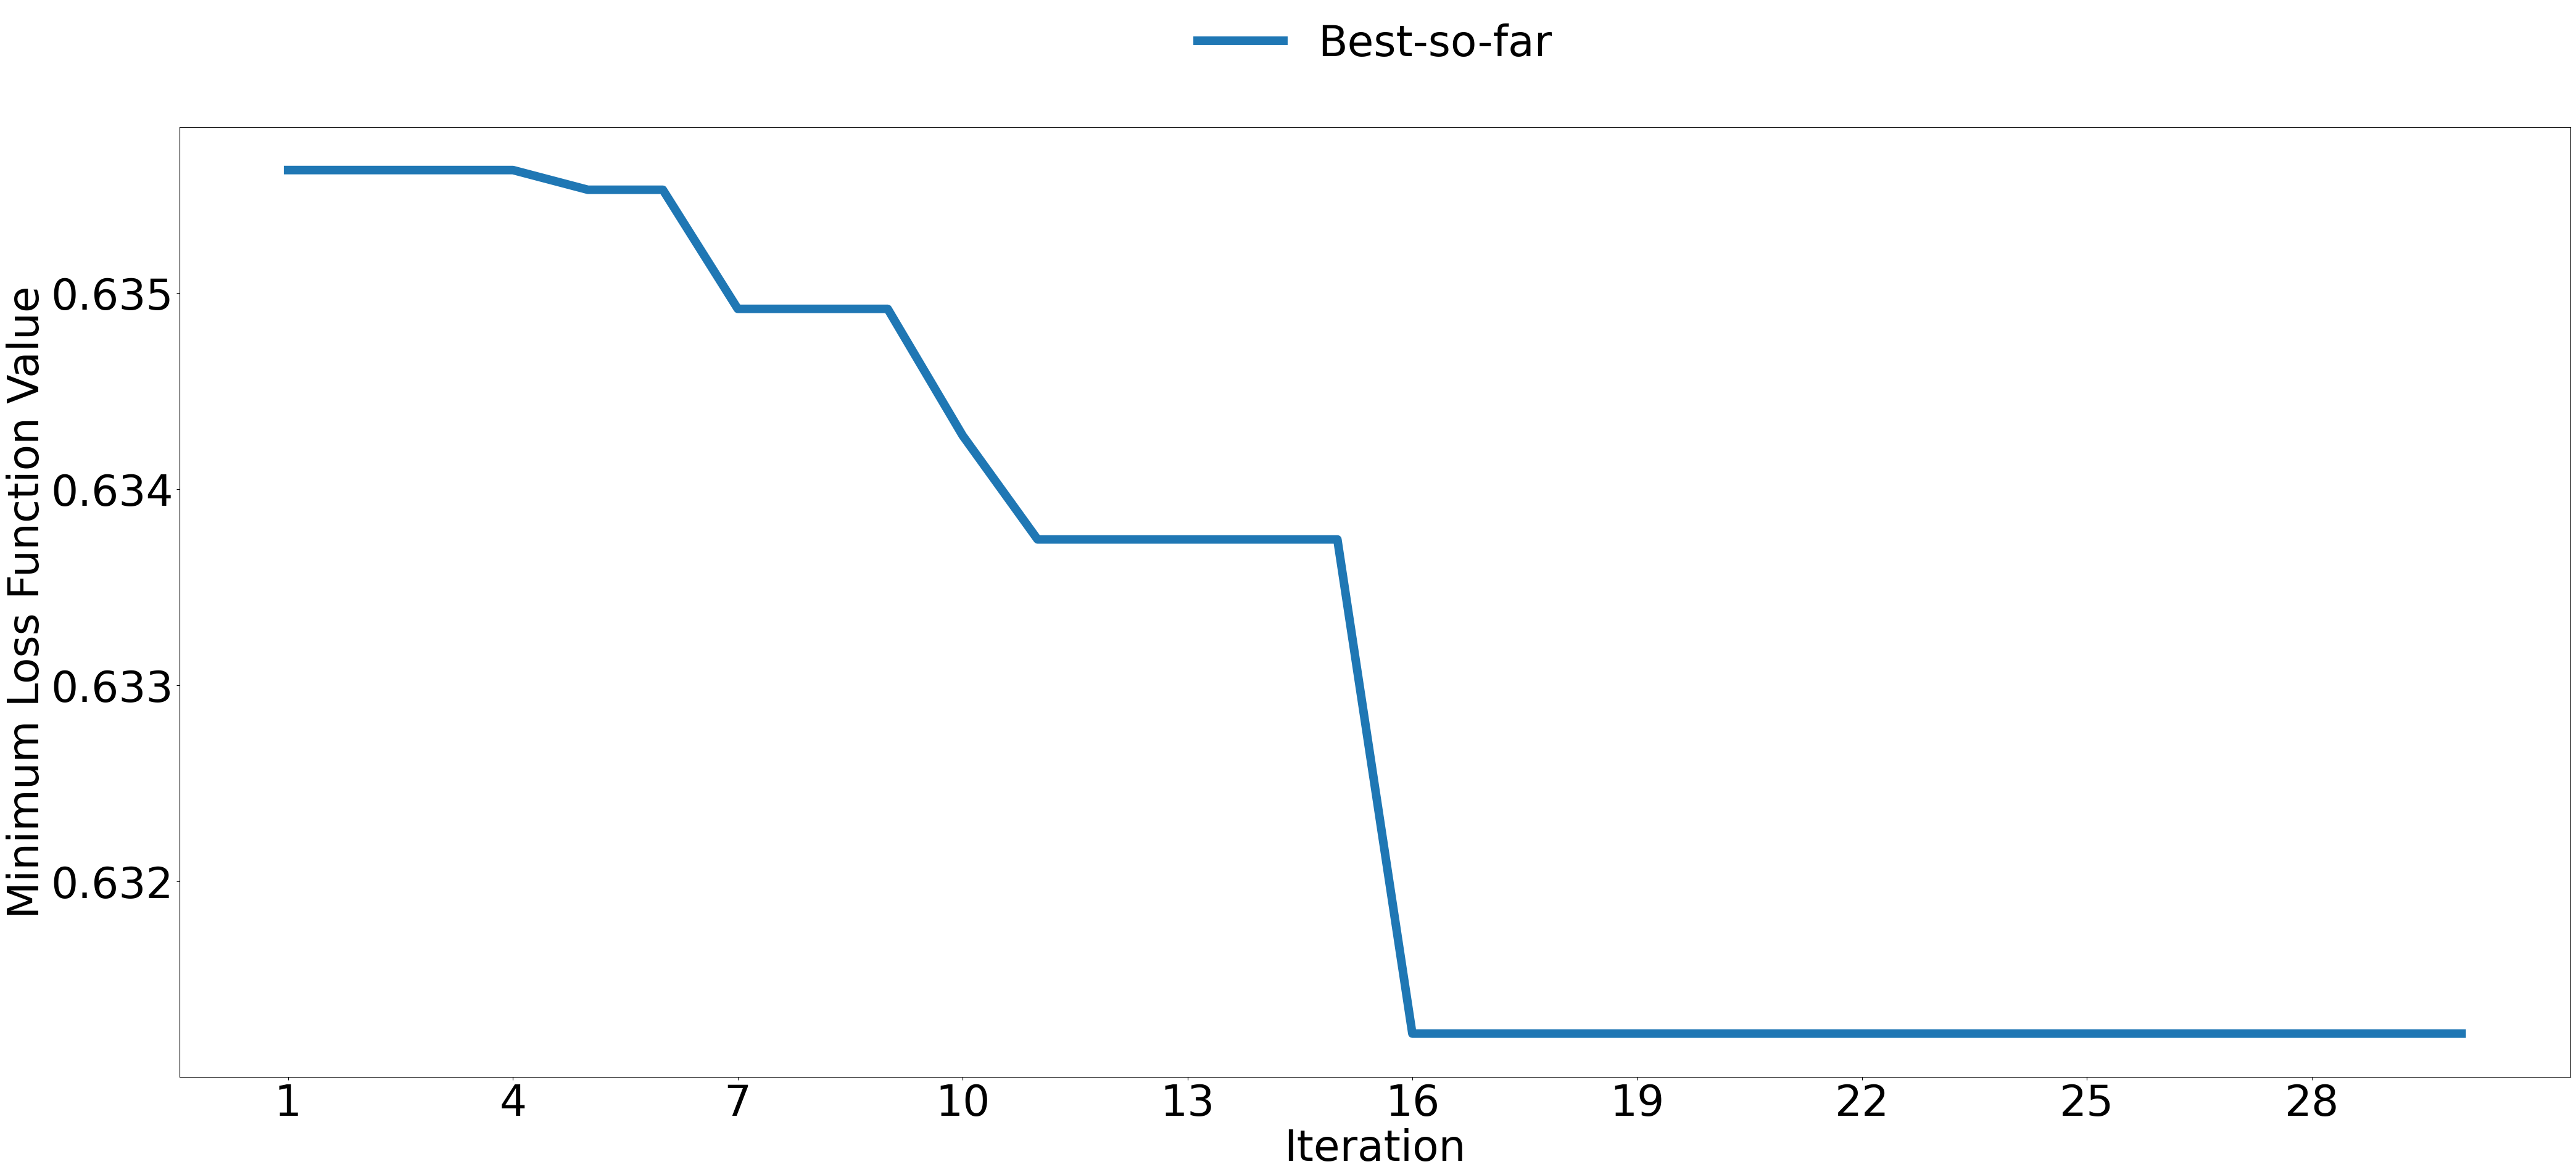 Best-so-far
Minimum Loss Function Value
0.635
0.634
0.633
0.632
1 4 7 10 13 16 19 22 25 28
Iteration